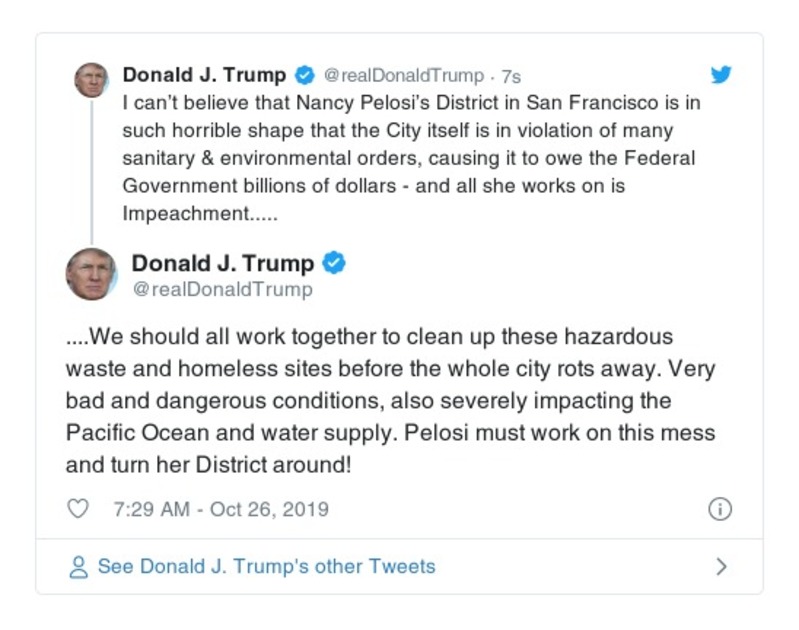 Donald J. Trump @realDonaldTrump · 7s
I can't believe that Nancy Pelosi's District in San Francisco is in
such horrible shape that the City itself is in violation of many
sanitary & environmental orders, causing it to owe the Federal
Government billions of dollars - and all she works on is
Impeachment.....
Donald J. Trump
@realDonaldTrump
....We should all work together to clean up these hazardous
waste and homeless sites before the whole city rots away. Very
bad and dangerous conditions, also severely impacting the
Pacific Ocean and water supply. Pelosi must work on this mess
and turn her District around!
7:29 AM - Oct 26, 2019
See Donald J. Trump's other Tweets